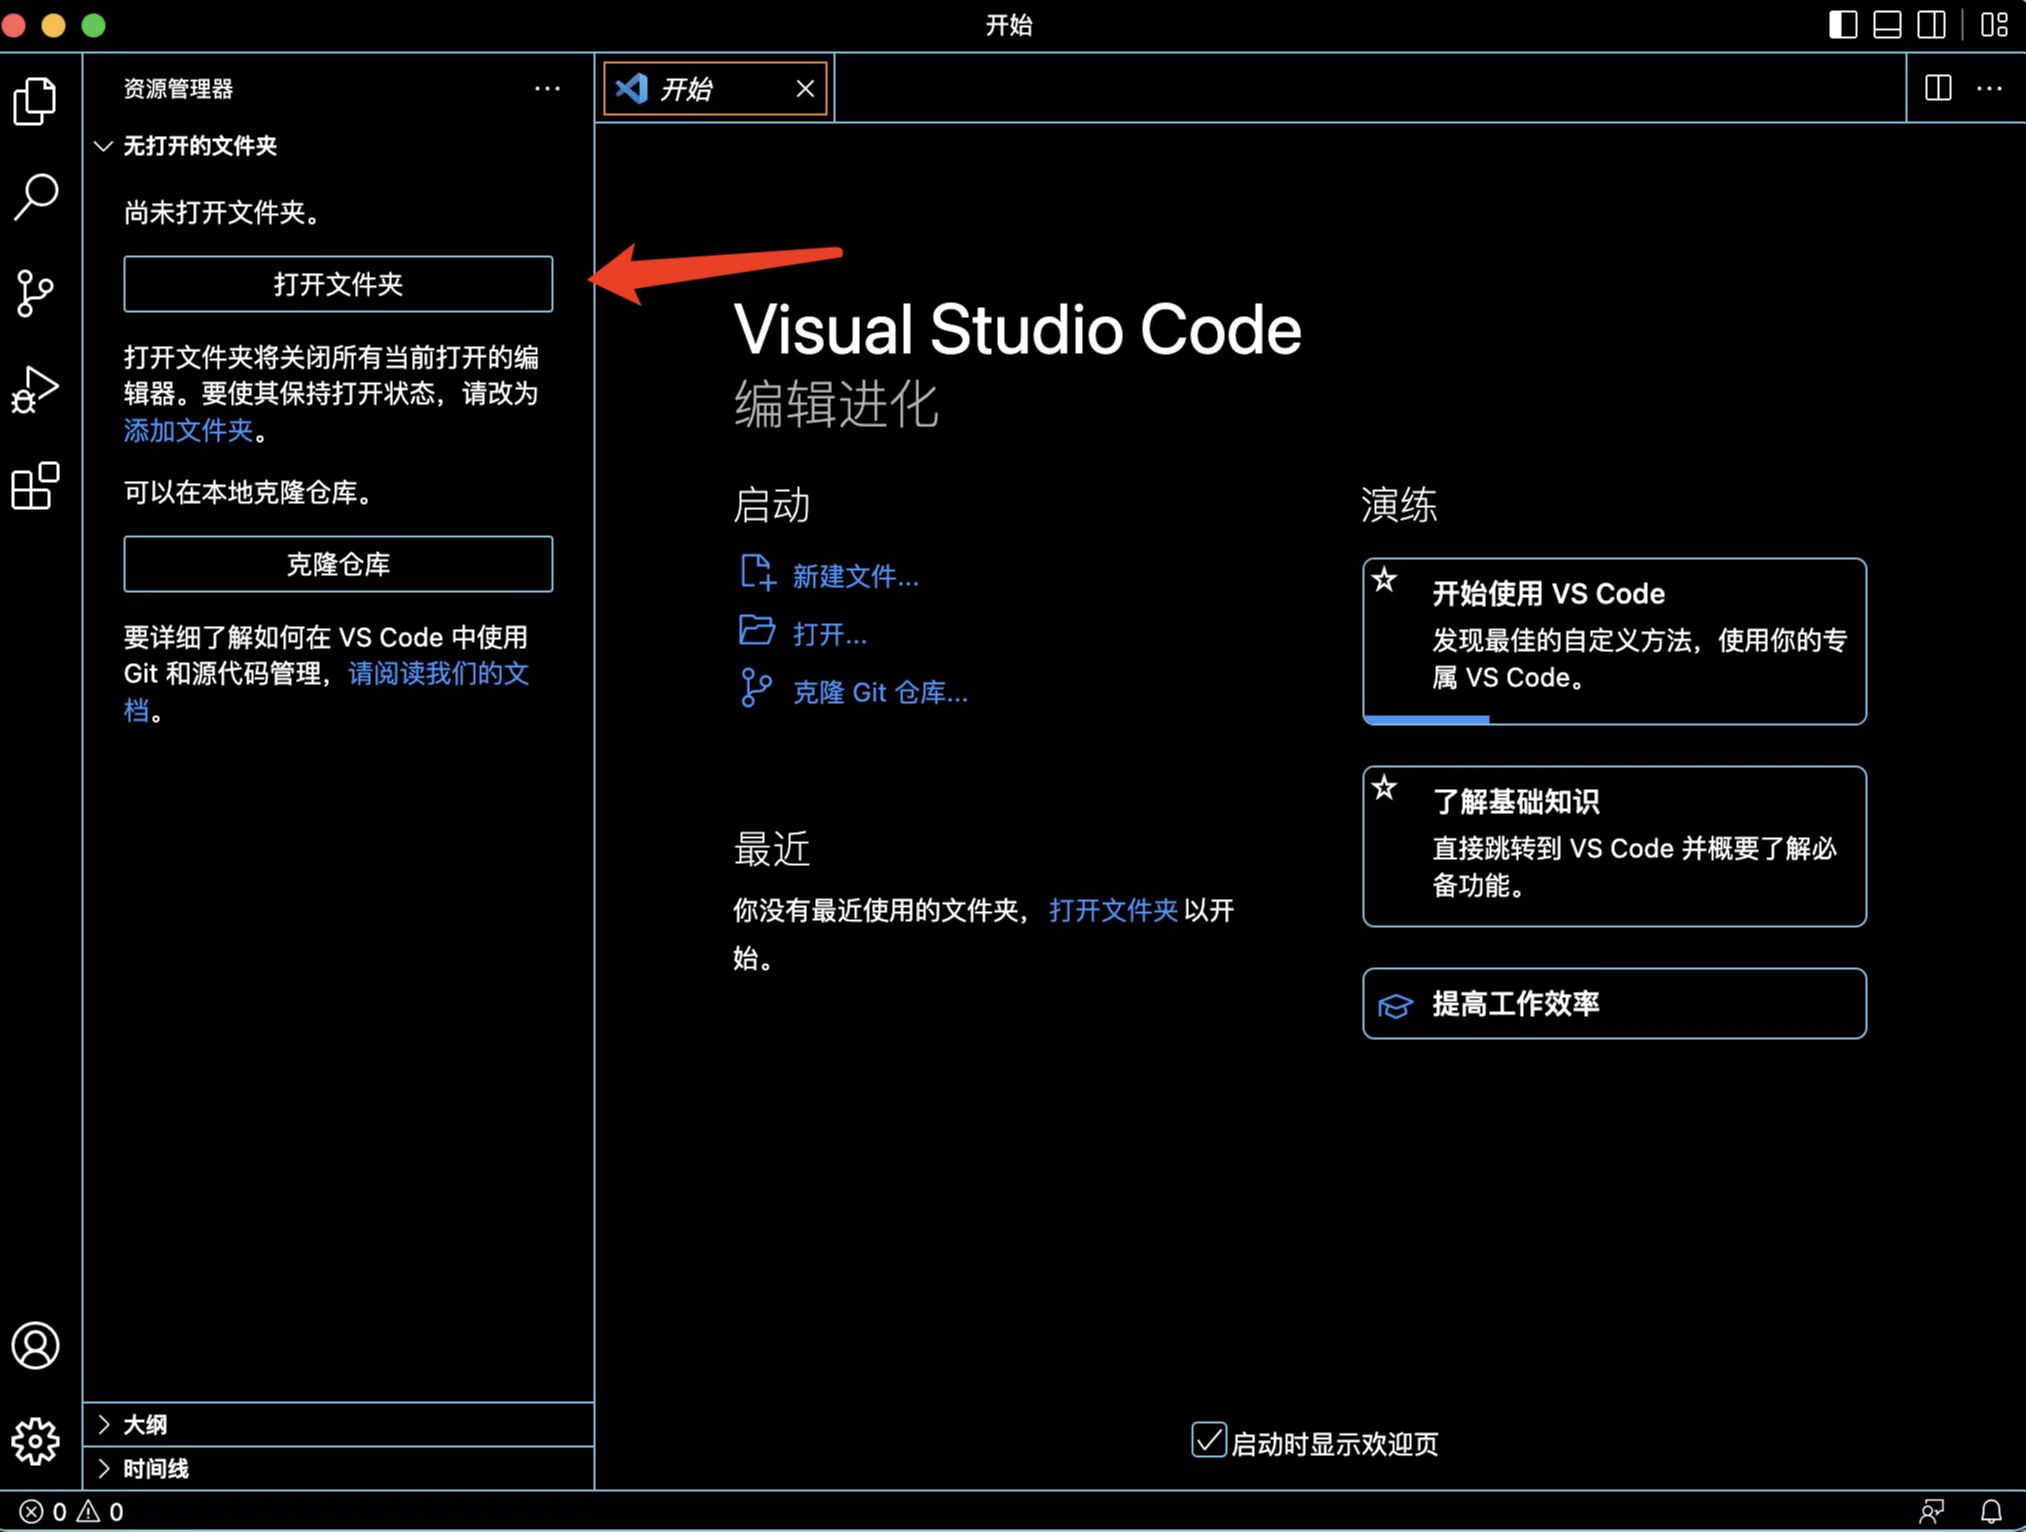 开始
资源管理器
开始
无打开的文件夹
尚未打开文件夹。
打开文件夹
打开文件夹将关闭所有当前打开的编
辑器。要使其保持打开状态，请改为
添加文件夹。
可以在本地克隆仓库。
克隆仓库
要详细了解如何在 VS Code 中使用
Git 和源代码管理，请阅读我们的文
档。
大纲
时间线
Visual Studio Code
编辑进化
启动
新建文件...
打开...
克隆 Git 仓库...
最近
你没有最近使用的文件夹，打开文件夹以开
始。
演练
开始使用 VS Code
发现最佳的自定义方法，使用你的专
属 VS Code。
了解基础知识
直接跳转到 VS Code 并概要了解必
备功能。
提高工作效率
启动时显示欢迎页
0 0